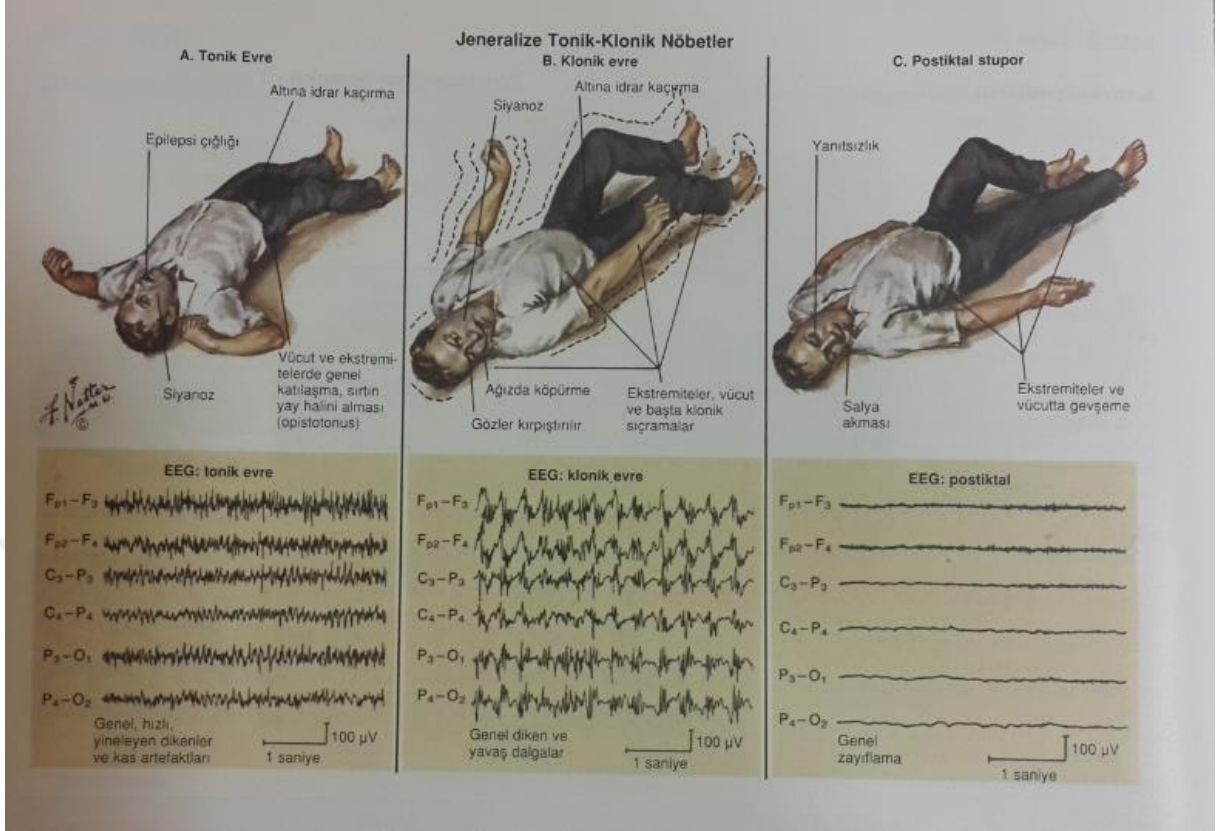 Jeneralize Tonik-Klonik Nöbetler
A. Tonik Evre
Altına idrar kaçırma
Epilepsi çığlığı
Siyanoz
Vücut ve ekstremi-
telerde genel
katılaşma, sırtın
yay halini alması
(opistotonus)
F. Netter
M.D.
©
B. Klonik evre
Altına idrar kaçırma
Siyanoz
Ağızda köpürme
Gözler kırpıştırılır
Ekstremiteler, vücut
ve başta klonik
sıçramalar
C. Postiktal stupor
Yanıtsızlık
Salya
akması
Ekstremiteler ve
vücutta gevşeme
EEG: tonik evre
Fp1–F3
Fp2–F4
C3–P3
C4–P4
P3–O1
P4–O2
Genel, hızlı,
yineleyen dikenler
ve kas artefaktları
100 µV
1 saniye
EEG: klonik evre
Fp1–F3
Fp2–F4
C3–P3
C4–P4
P3–O1
P4–O2
Genel diken ve
yavaş dalgalar
100 µV
1 saniye
EEG: postiktal
Fp1–F3
Fp2–F4
C3–P3
C4–P4
P3–O1
P4–O2
Genel
zayıflama
100 µV
1 saniye